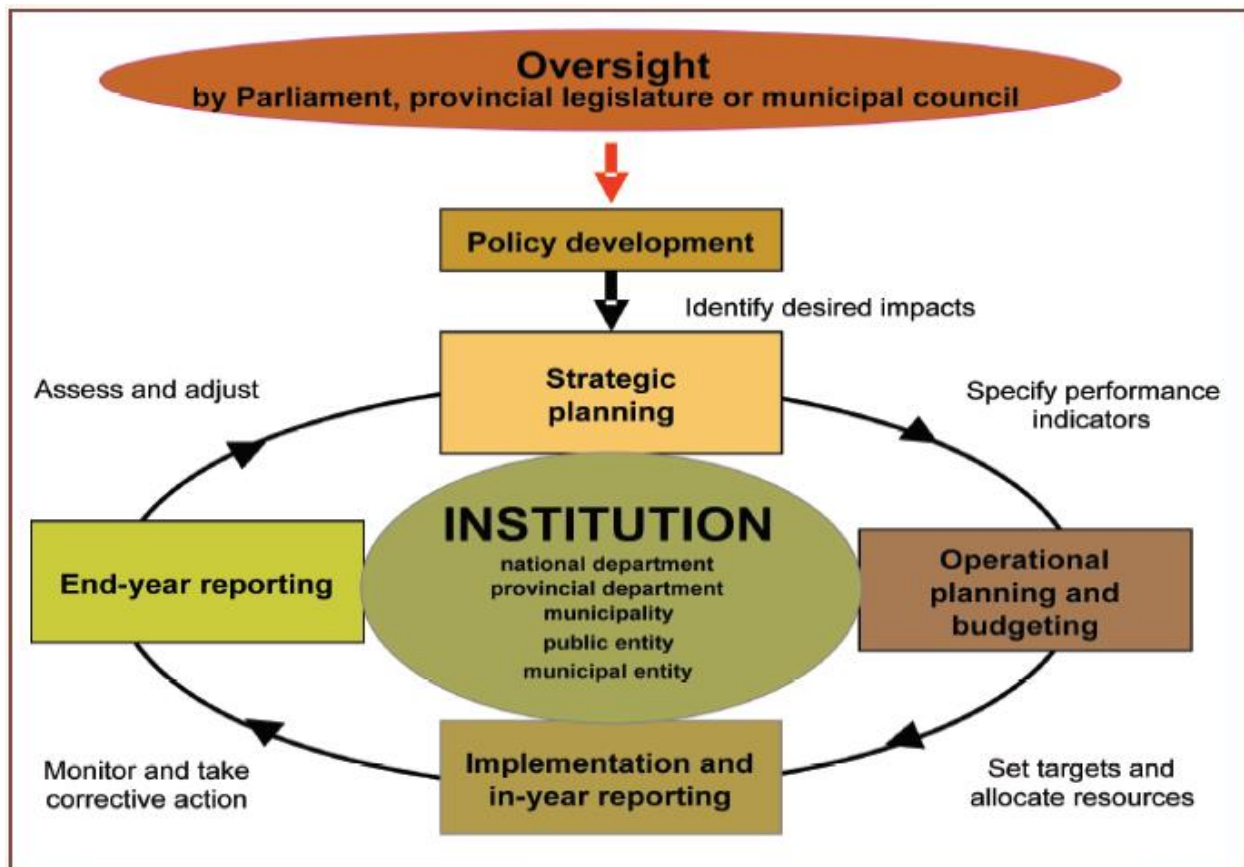 Oversight
by Parliament, provincial legislature or municipal council
Policy development
Identify desired impacts
Strategic
planning
Assess and adjust
Specify performance
indicators
INSTITUTION
national department
provincial department
municipality
public entity
municipal entity
End-year reporting
Operational
planning and
budgeting
Implementation and
in-year reporting
Monitor and take
corrective action
Set targets and
allocate resources